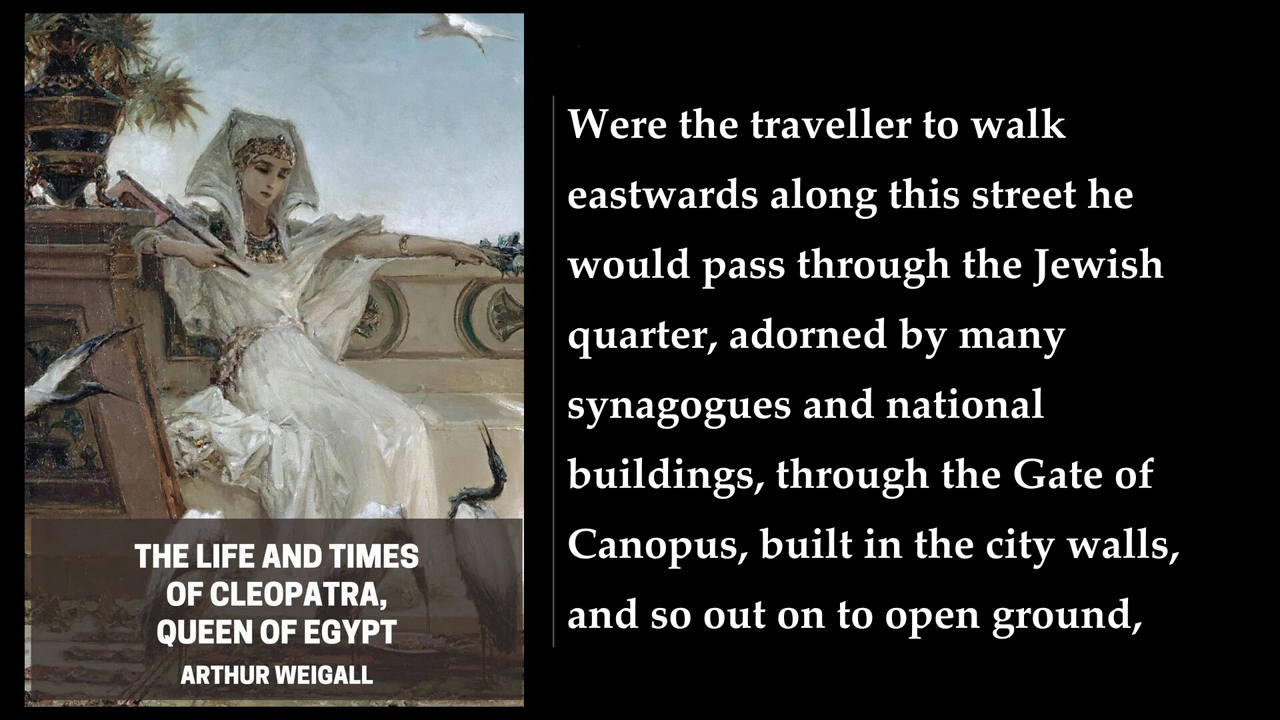 THE LIFE AND TIMES
OF CLEOPATRA,
QUEEN OF EGYPT
ARTHUR WEIGALL
Were the traveller to walk
eastwards along this street he
would pass through the Jewish
quarter, adorned by many
synagogues and national
buildings, through the Gate of
Canopus, built in the city walls,
and so out on to open ground,